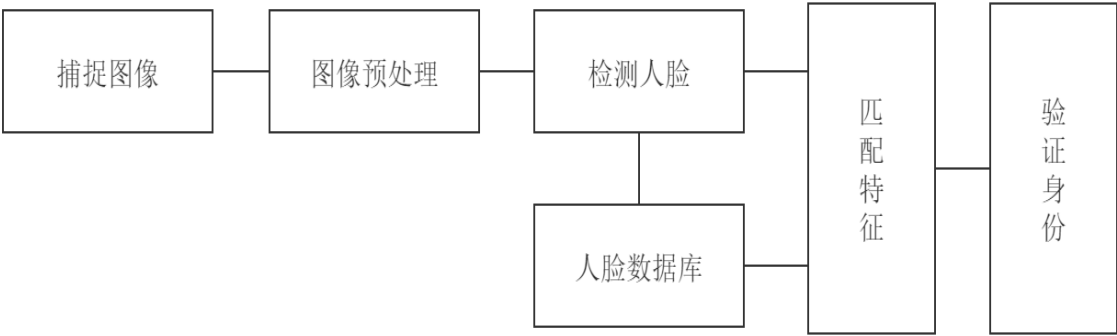 捕捉图像
图像预处理
检测人脸
人脸数据库
匹配特征
验证身份